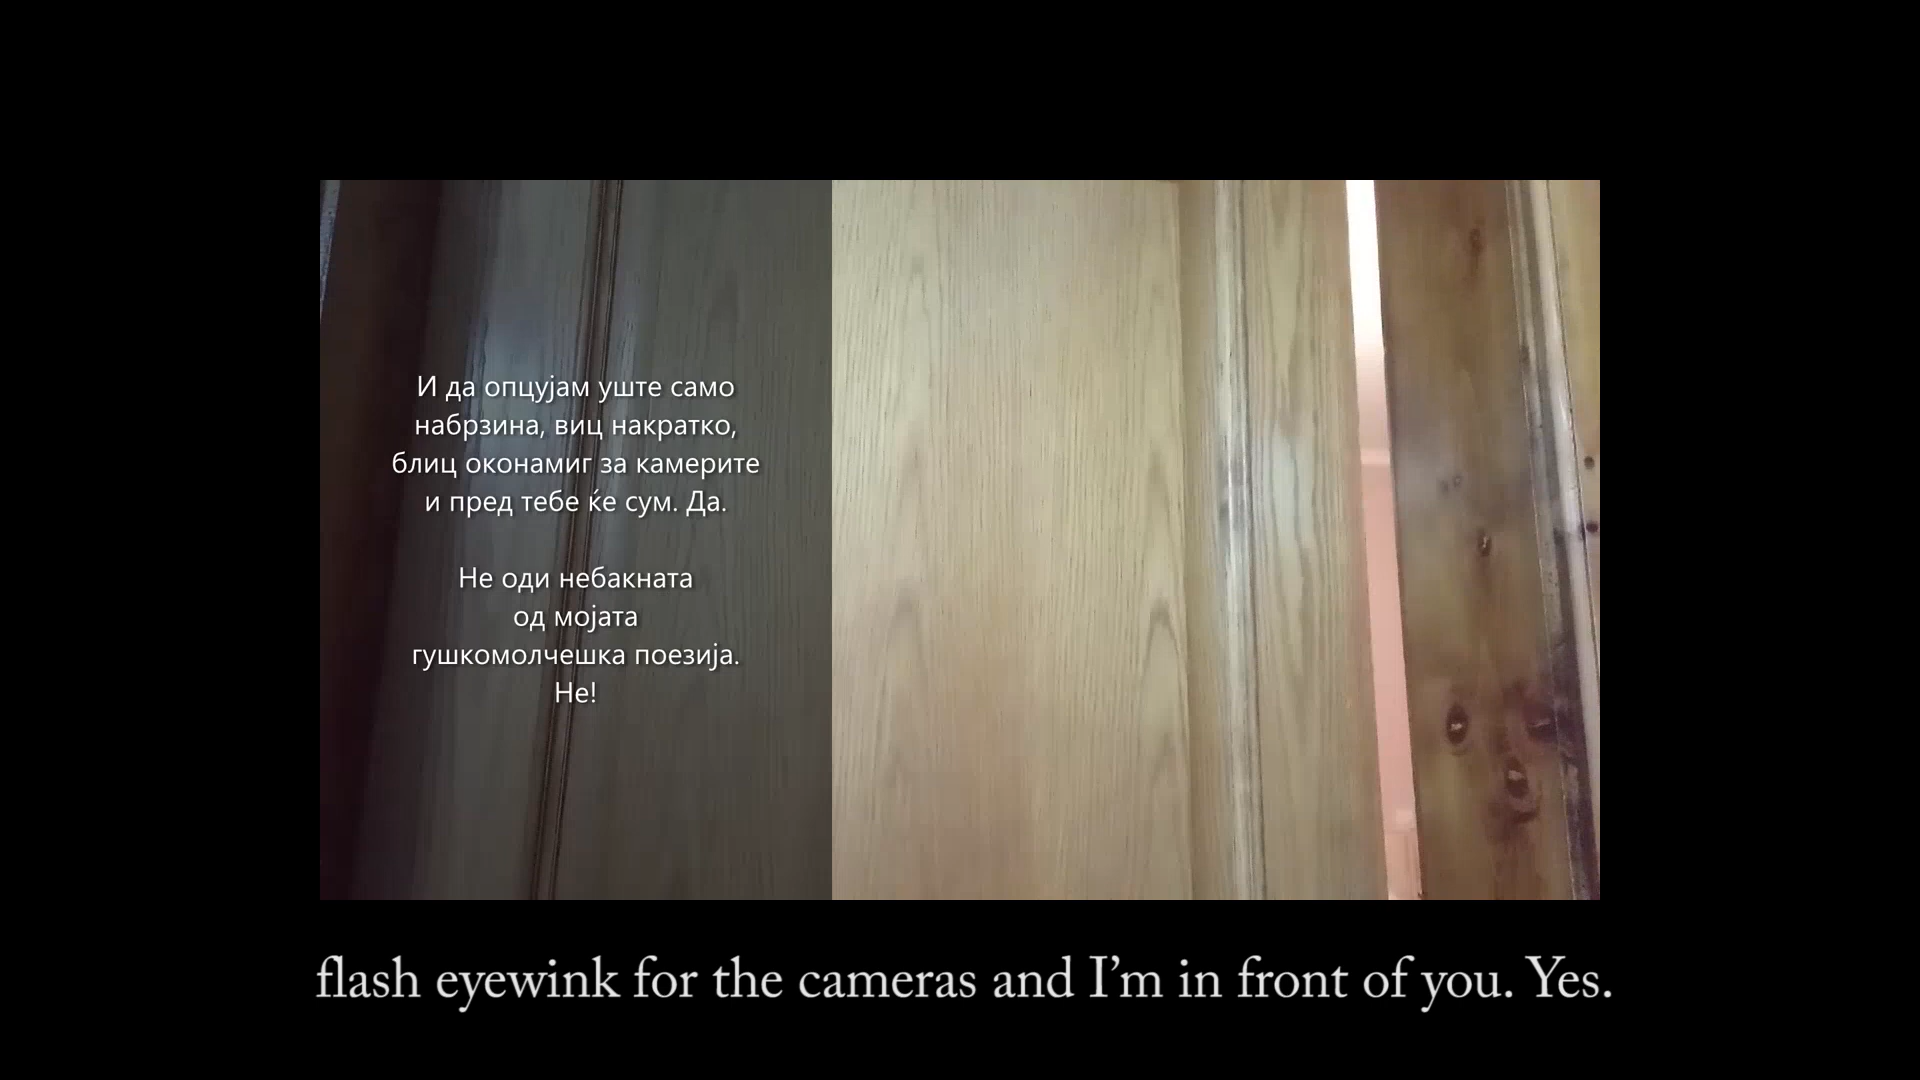 И да опцујам уште само
набрзина, виц накратко,
блиц оконамиг за камерите
и пред тебе ќе сум. Да.
Не оди небакната
од мојата
гушкомолчешка поезија.
Не!
flash eyewink for the cameras and I’m in front of you. Yes.